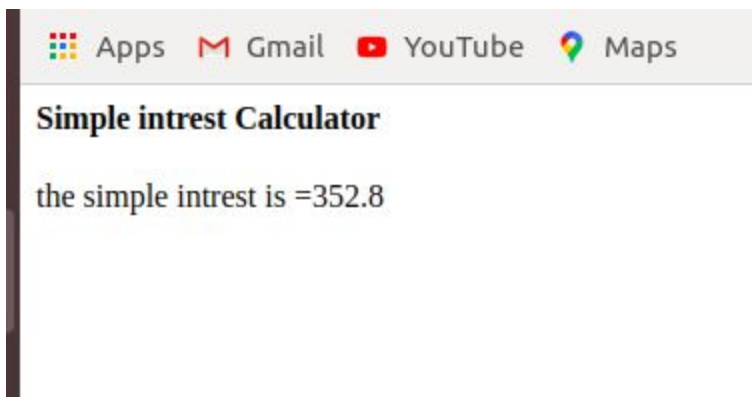 Apps Gmail YouTube Maps
Simple intrest Calculator
the simple intrest is =352.8